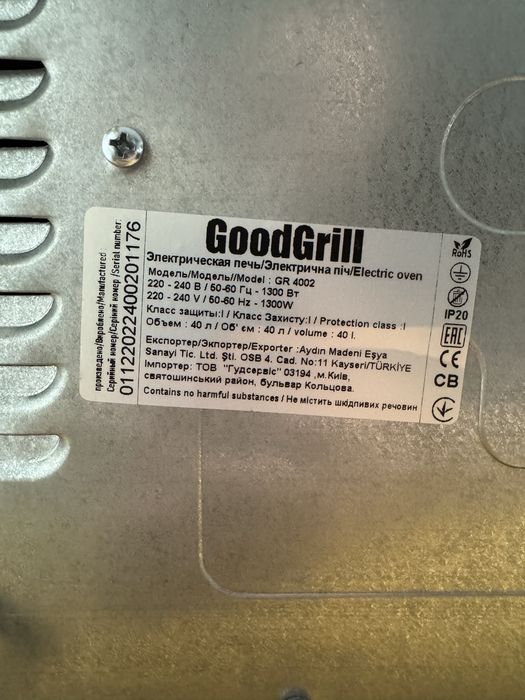 GoodGrill
Электрическая печь/Электрична піч/Electric oven
Модель/Модель//Model : GR 4002
220 - 240 В / 50-60 Гц - 1300 Вт
220 - 240 V / 50-60 Hz - 1300W
Класс защиты:I / Класс Захисту:I / Protection class :I
Объем : 40 л / Об' єм : 40 л / volume : 40 l.
Експортер/Экпортер/Exporter :Aydın Madeni Eşya
Sanayi Tic. Ltd. Şti. OSB 4. Cad. No:11 Kayseri/TÜRKİYE
Імпортер: ТОВ "Гудсервіс" 03194 ,м.Київ,
святошинський район, бульвар Кольцова.
Contains no harmful substances / Не містить шкідливих речовин
произведено/Вироблено/Manufactured :
Серийный номер/Серіний номер /Serial number:
01122022400201176
RoHS
IP20
EAC
CE
CB